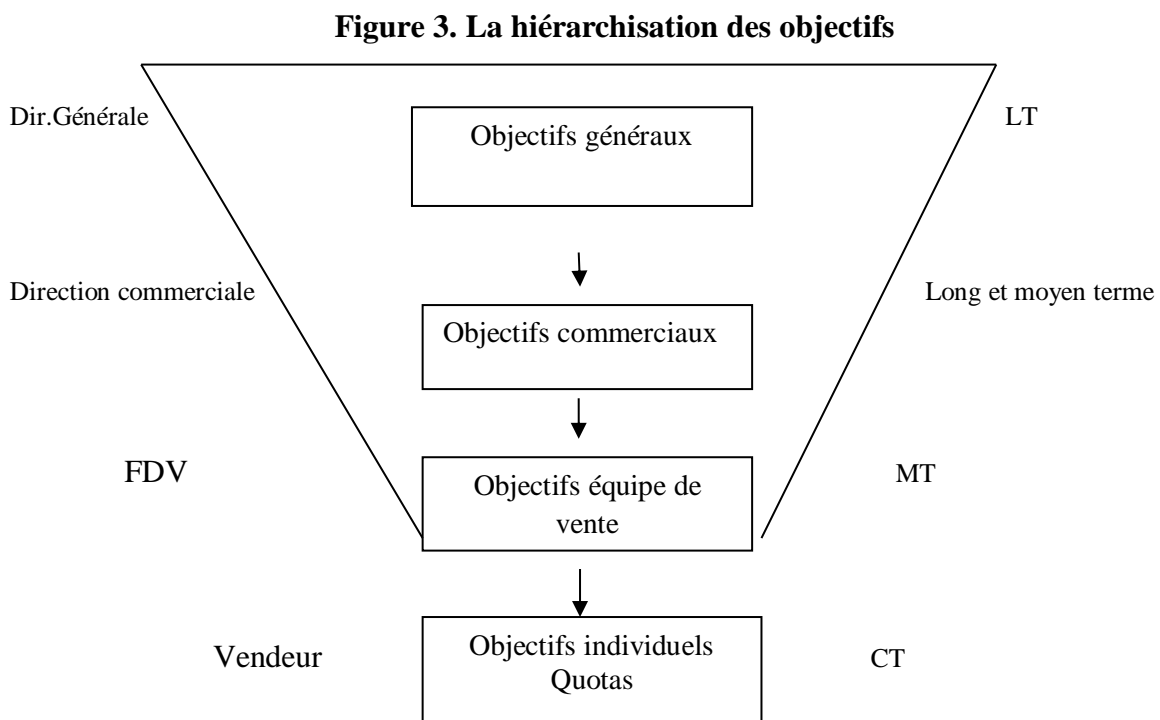 Figure 3. La hiérarchisation des objectifs
Dir.Générale
Objectifs généraux
LT
Direction commerciale
Objectifs commerciaux
Long et moyen terme
FDV
Objectifs équipe de
vente
MT
Vendeur
Objectifs individuels
Quotas
CT